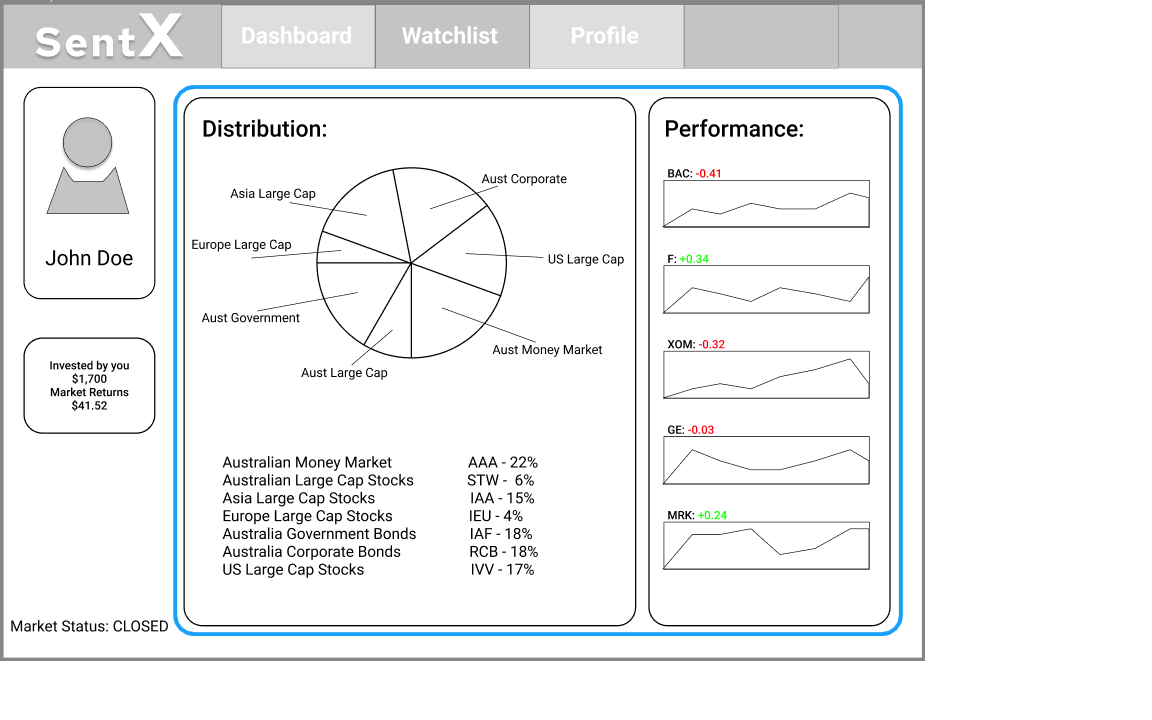 SentX
Dashboard
Watchlist
Profile
John Doe
Invested by you
$1,700
Market Returns
$41.52
Market Status: CLOSED
Distribution:
Aust Corporate
Asia Large Cap
Europe Large Cap
US Large Cap
Aust Government
Aust Money Market
Aust Large Cap
Australian Money Market AAA - 22%
Australian Large Cap Stocks STW - 6%
Asia Large Cap Stocks IAA - 15%
Europe Large Cap Stocks IEU - 4%
Australia Government Bonds IAF - 18%
Australia Corporate Bonds RCB - 18%
US Large Cap Stocks IVV - 17%
Performance:
BAC: -0.41
F: +0.34
XOM: -0.32
GE: -0.03
MRK: +0.24